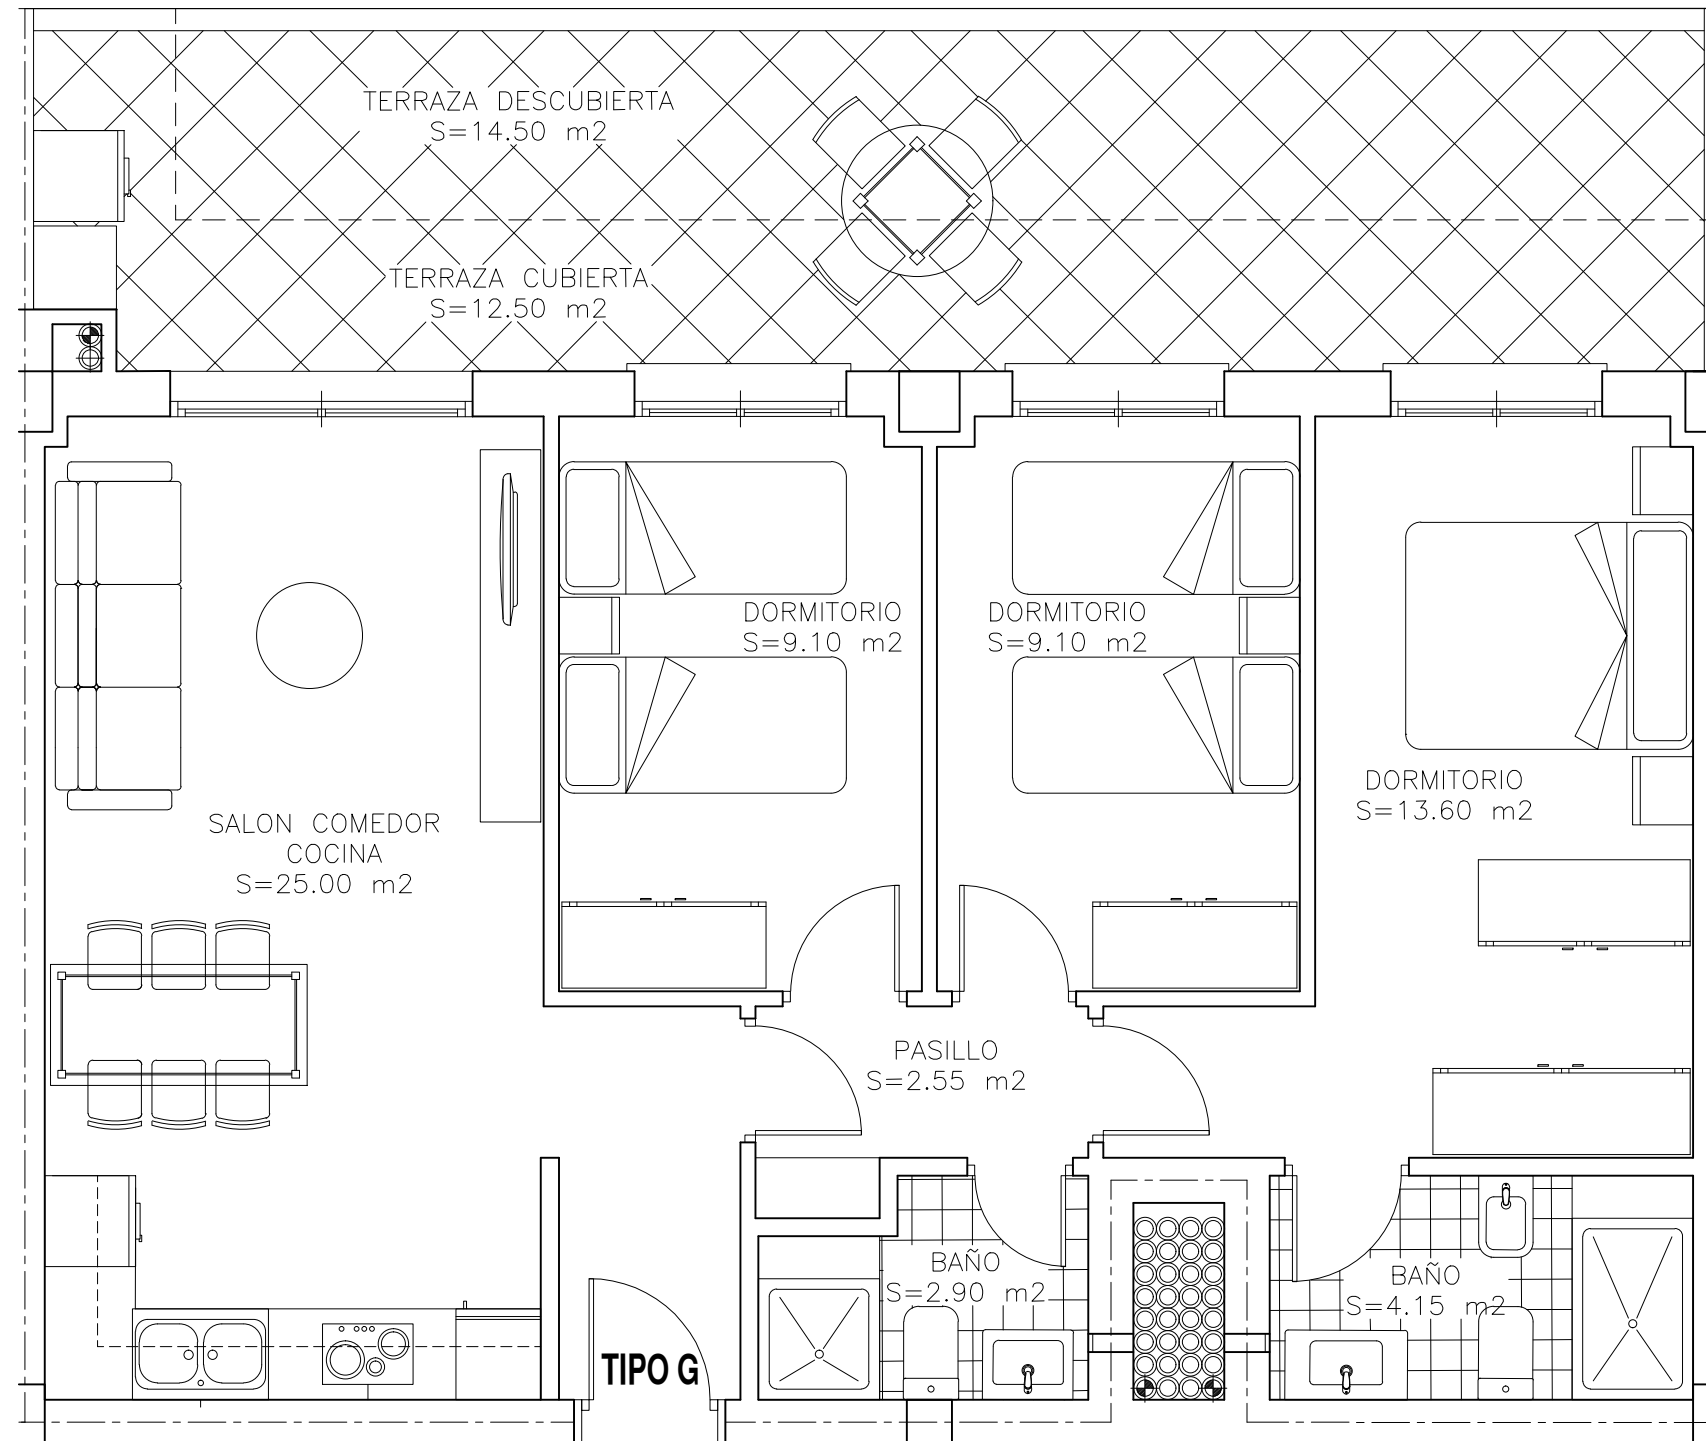 TERRAZA DESCUBIERTA
S=14.50 m2
TERRAZA CUBIERTA
S=12.50 m2
DORMITORIO
S=9.10 m2
DORMITORIO
S=9.10 m2
DORMITORIO
S=13.60 m2
SALON COMEDOR
COCINA
S=25.00 m2
PASILLO
S=2.55 m2
BAÑO
S=2.90 m2
BAÑO
S=4.15 m2
TIPO G